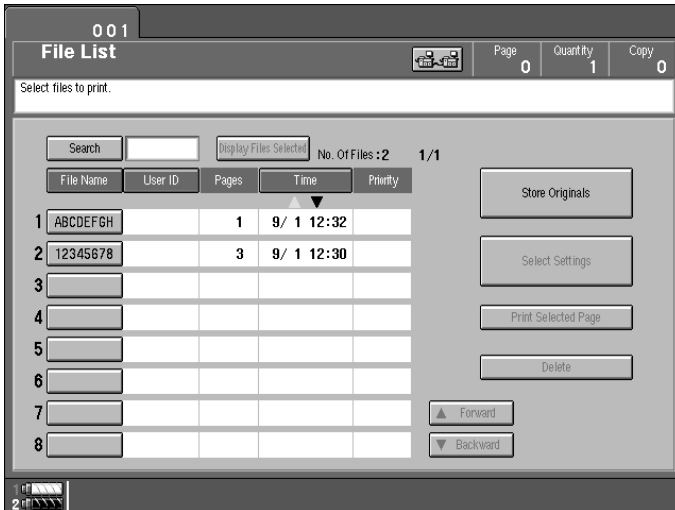 001
File List
Page 0 Quantity 1 Copy 0
Select files to print.
Search Display Files Selected No. Of Files :2 1/1
File Name User ID Pages Time Priority
Store Originals
1 ABCDEFGH 1 9/ 1 12:32
2 12345678 3 9/ 1 12:30
Select Settings
3
4 Print Selected Page
5
Delete
6
7 ▲ Forward
8 ▼ Backward
1
2